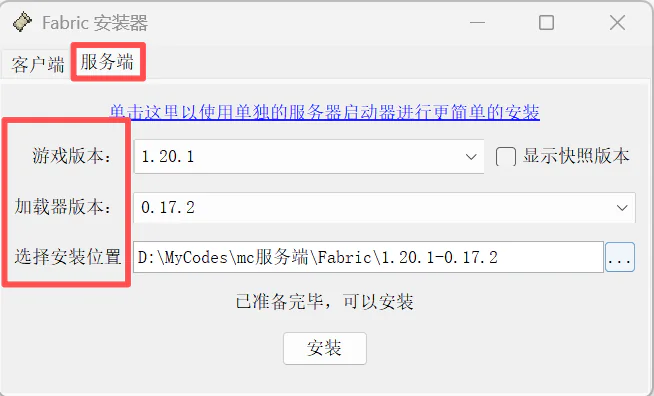 Fabric 安装器
客户端 服务端
单击这里以使用单独的服务器启动器进行更简单的安装
游戏版本: 1.20.1 显示快照版本
加载器版本: 0.17.2
选择安装位置 D:\MyCodes\mc服务端\Fabric\1.20.1-0.17.2 ...
已准备完毕，可以安装
安装